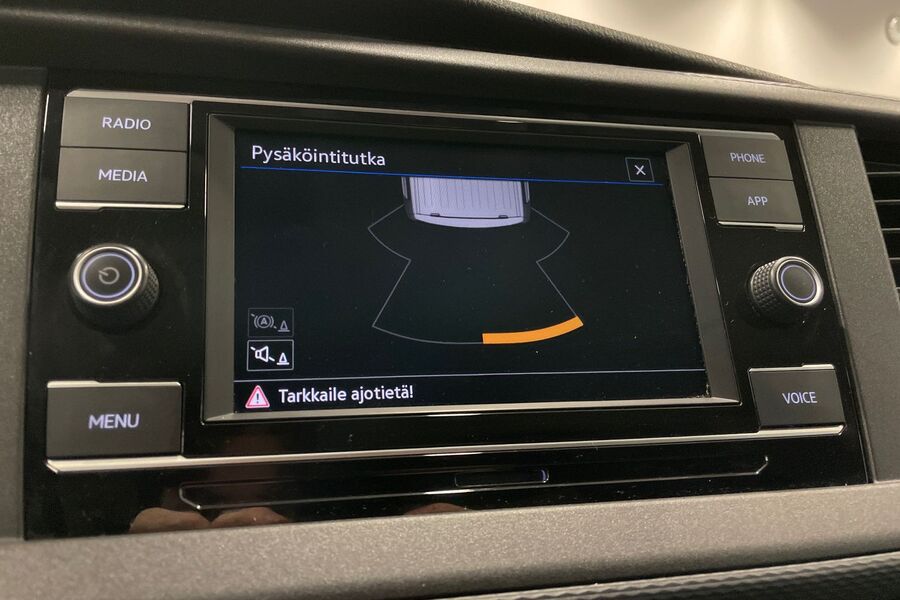 RADIO
MEDIA
MENU
Pysäköintitutka
X
(A)
Tarkkaile ajotietä!
PHONE
APP
VOICE